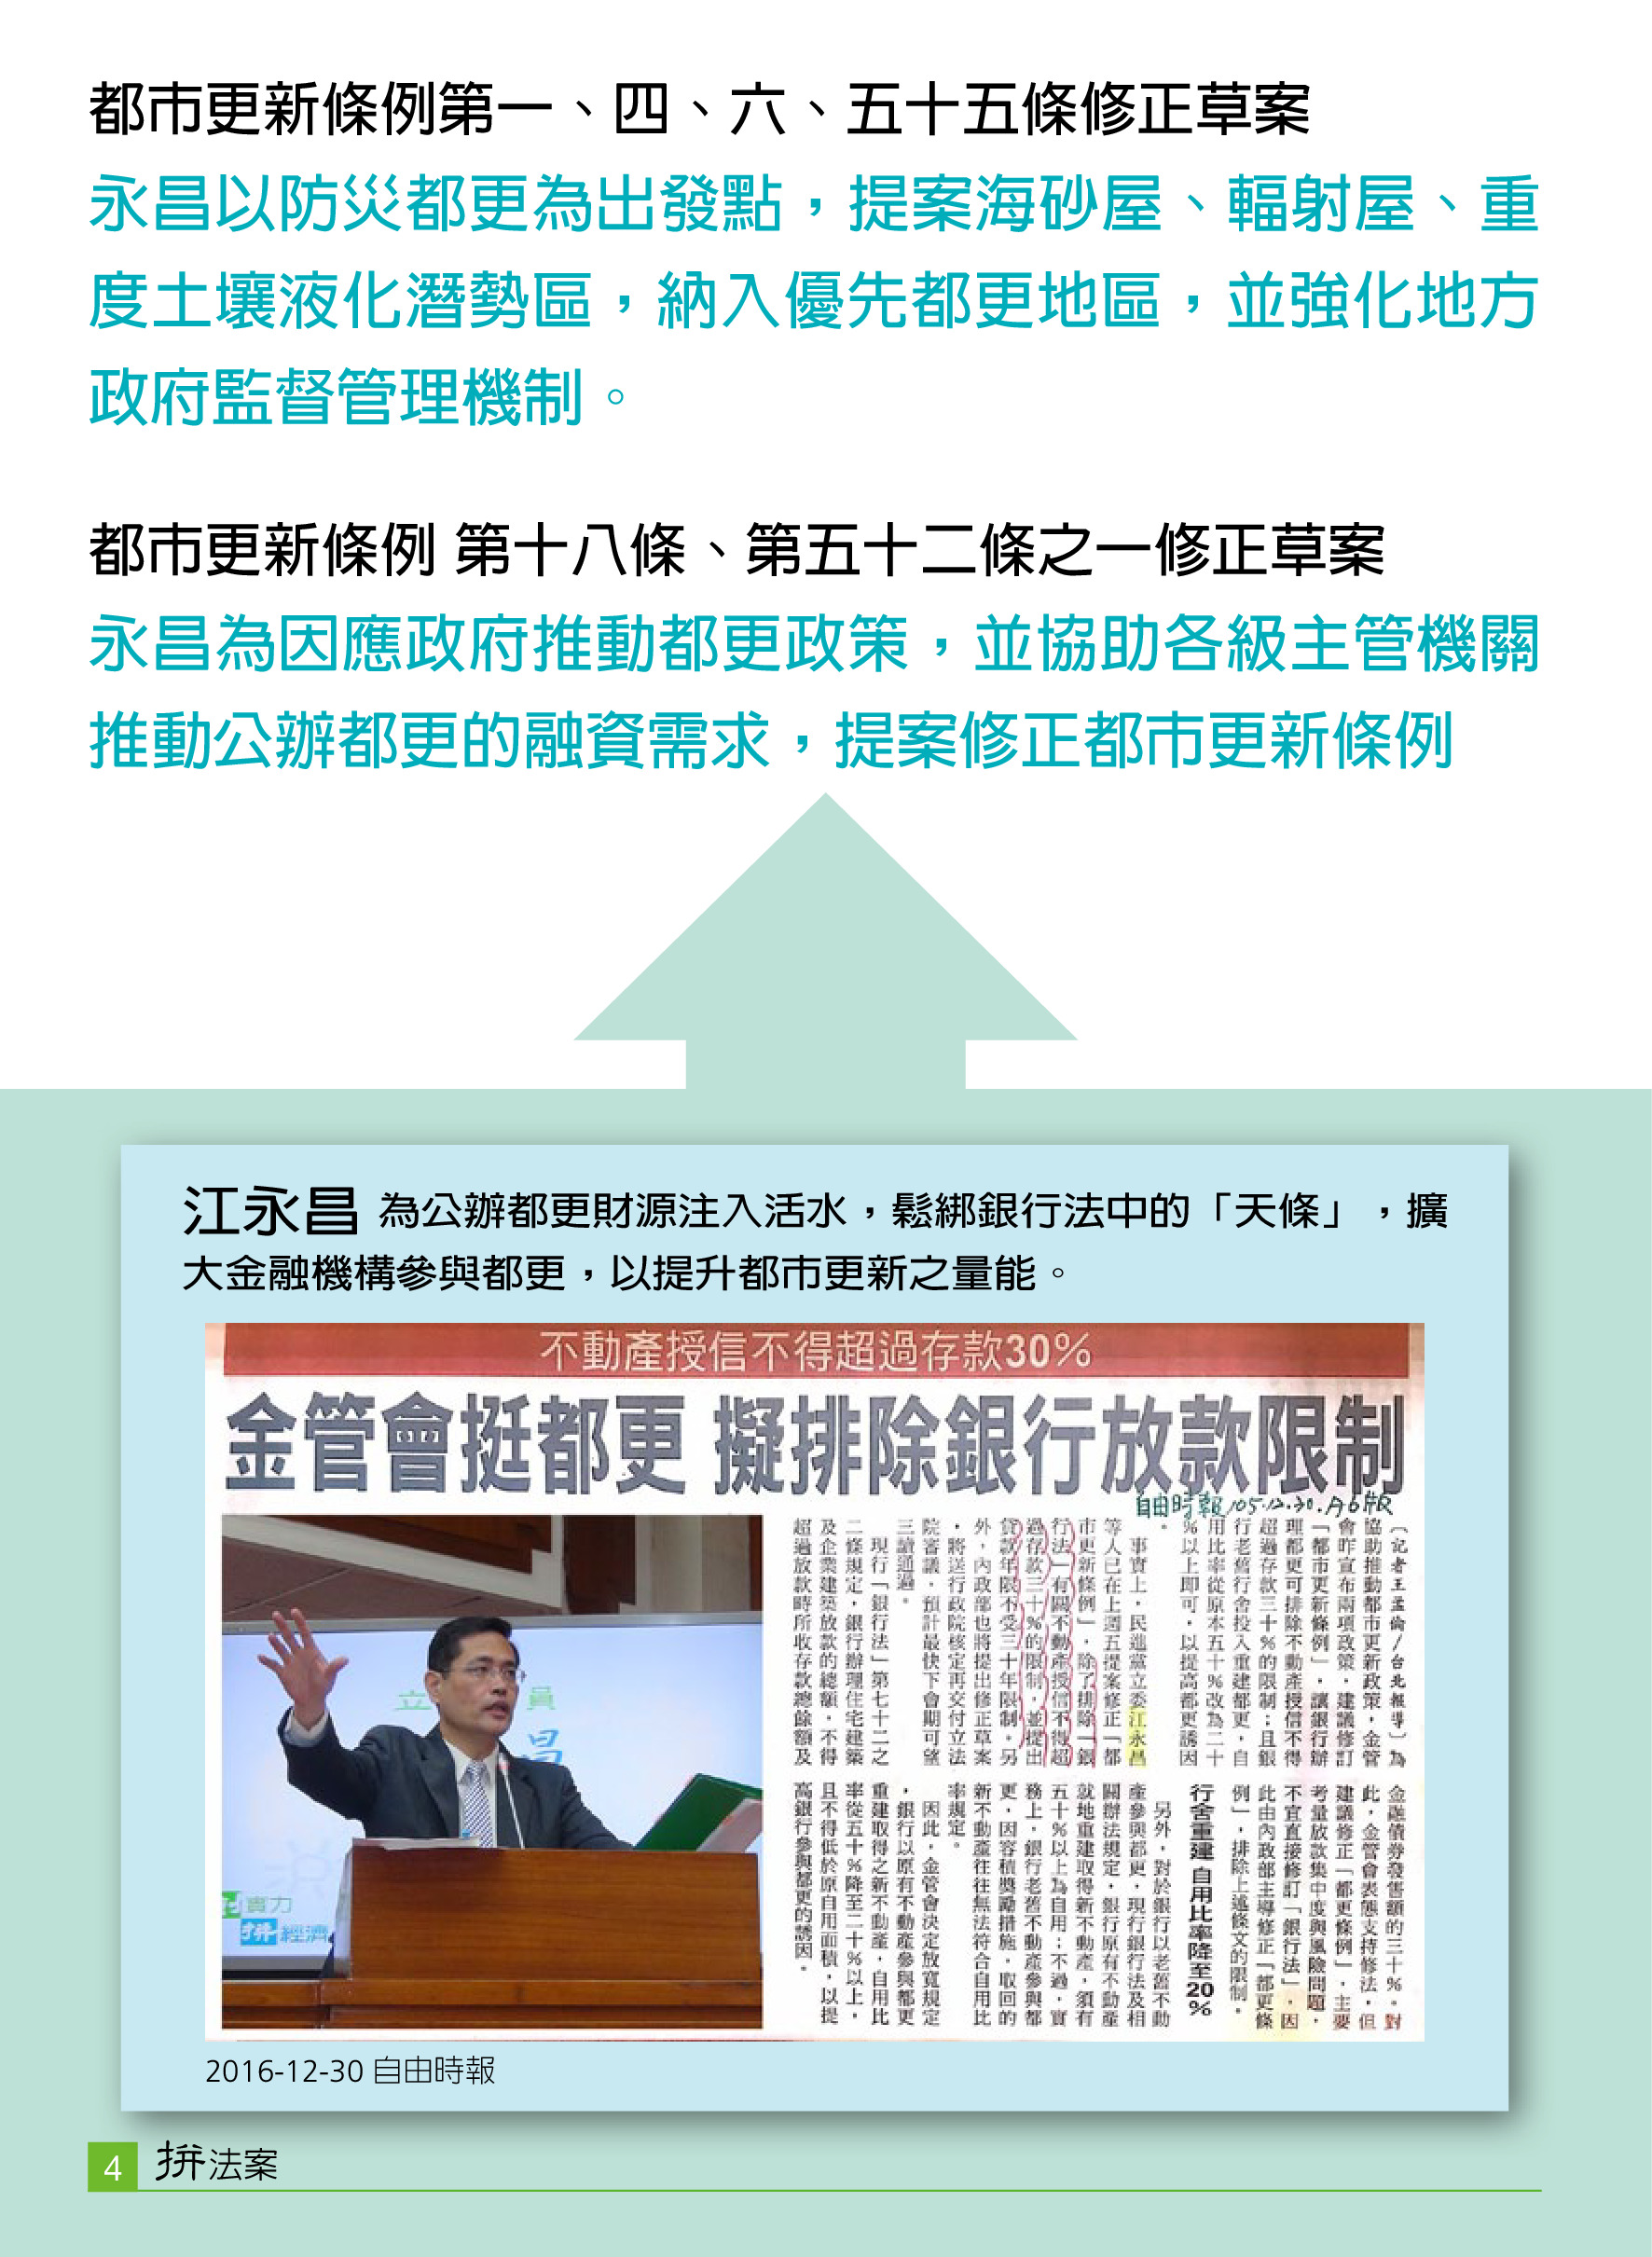 都市更新條例第一、四、六、五十五條修正草案
永昌以防災都更為出發點，提案海砂屋、輻射屋、重
度土壤液化潛勢區，納入優先都更地區，並強化地方
政府監督管理機制。
都市更新條例 第十八條、第五十二條之一修正草案
永昌為因應政府推動都更政策，並協助各級主管機關
推動公辦都更的融資需求，提案修正都市更新條例
江永昌 為公辦都更財源注入活水，鬆綁銀行法中的「天條」，擴
大金融機構參與都更，以提升都市更新之量能。
不動產授信不得超過存款30%
金管會挺都更 擬排除銀行放款限制
自由時報 105.12.30.A6版
〔記者王孟倫／台北報導〕為
協助推動都市更新政策，金管
會昨宣布兩項政策，建議修訂
「都市更新條例」，讓銀行辦
理都更可排除不動產授信不得
超過存款三十％的限制；且銀
行老舊行舍投入重建都更，自
用比率從原本五十％改為二十
％以上即可，以提高都更誘因
。
事實上，民進黨立委江永昌
等人已在上週五提案修正「都
市更新條例」，除了排除「銀
行法」有關不動產授信不得超
過存款三十％的限制，並提出
貸款年限不受三十年限制。另
外，內政部也將提出修正草案
，將送行政院核定再交付立法
院審議，預計最快下會期可望
三讀通過。
現行「銀行法」第七十二之
二條規定，銀行辦理住宅建築
及企業建築放款的總額，不得
超過放款時所收存款總餘額及
金融債券發售額的三十％。對
此，金管會表態支持修法，但
建議修正「都更條例」，主要
考量放款集中度與風險問題，
不宜直接修訂「銀行法」，因
此由內政部主導修正「都更條
例」，排除上述條文的限制。
行舍重建 自用比率降至20%
另外，對於銀行以老舊不動
產參與都更，現行銀行法及相
關辦法規定，銀行原有不動產
就地重建取得新不動產，須有
五十％以上為自用；不過，實
務上，銀行老舊不動產參與都
更，因容積獎勵措施，取回的
新不動產往往無法符合自用比
率規定。
因此，金管會決定放寬規定
，銀行以原有不動產參與都更
重建取得之新不動產，自用比
率從五十％降至二十％以上，
且不得低於原自用面積，以提
高銀行參與都更的誘因。
立 員
昌
實力
拼經濟
2016-12-30 自由時報
4 拚法案